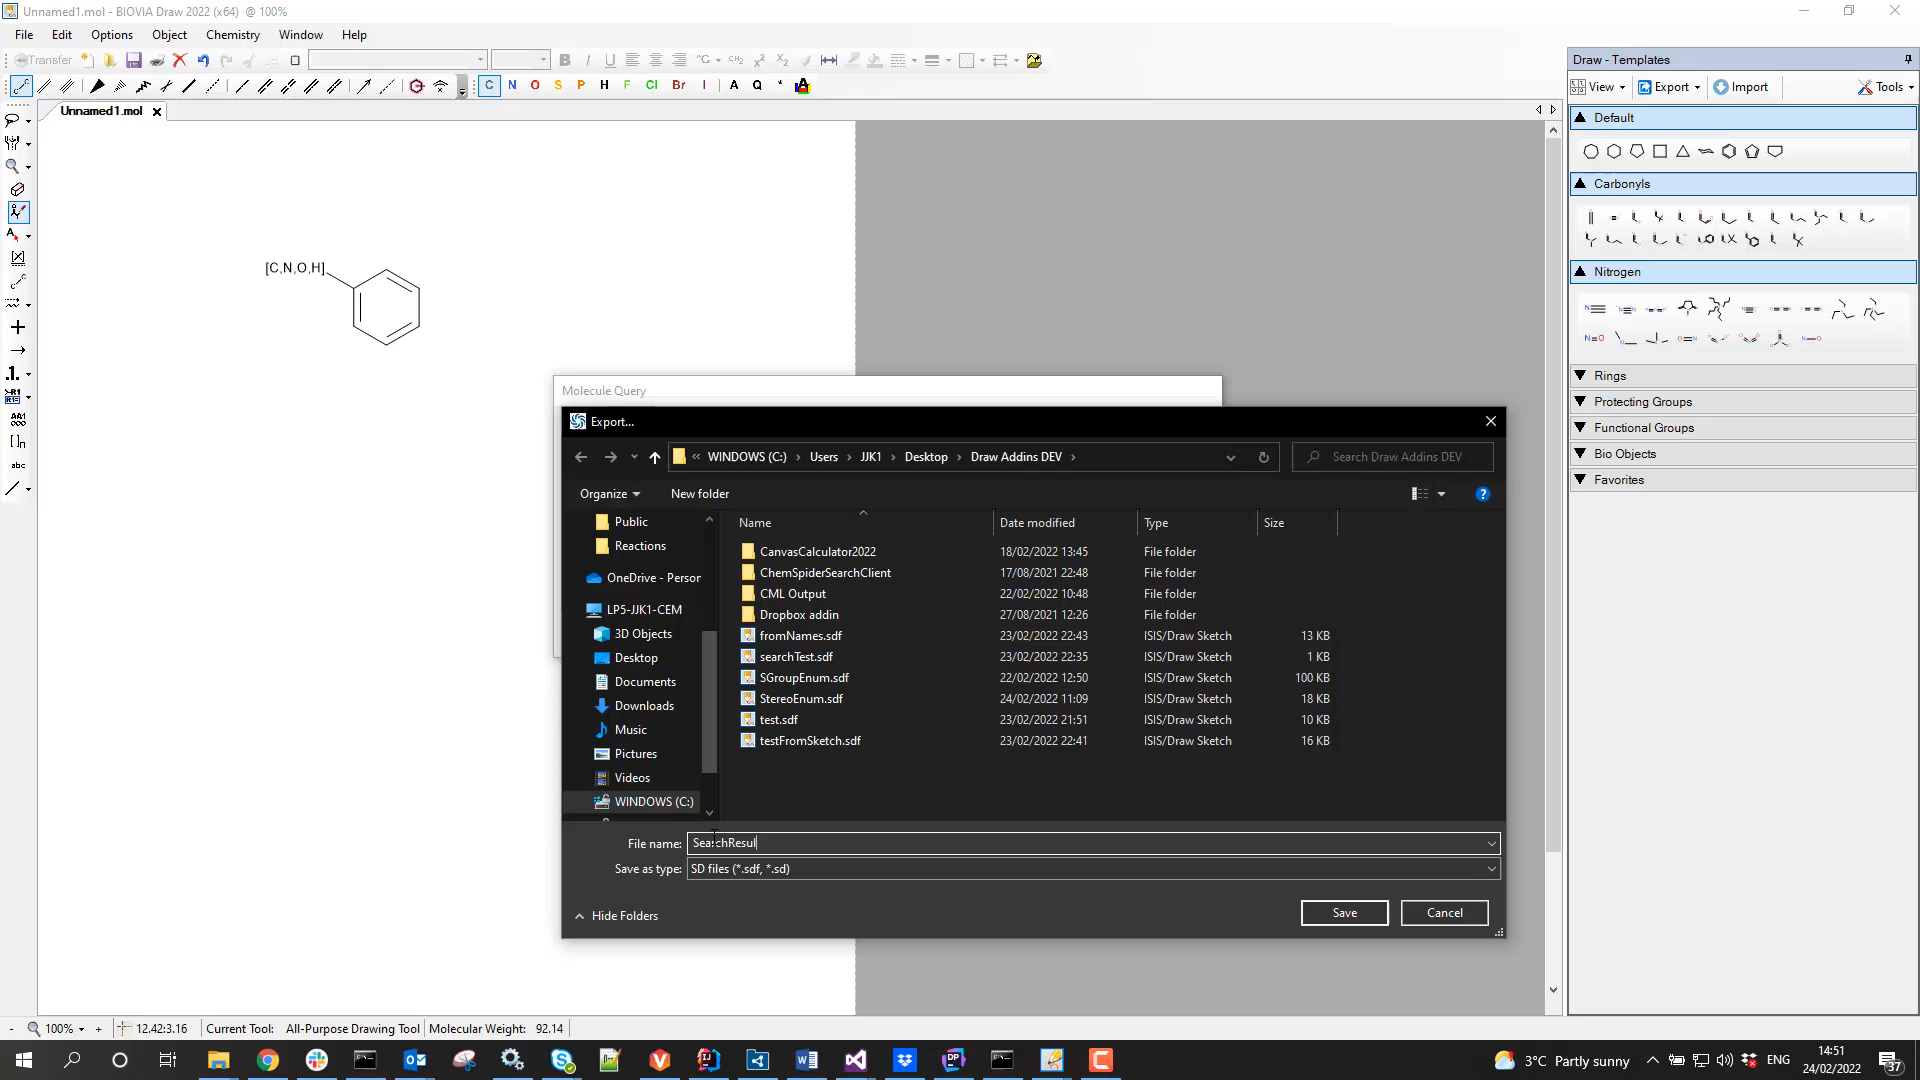 Unnamed1.mol - BIOVIA Draw 2022 (x64) @ 100%
File Edit Options Object Chemistry Window Help
Transfer
B I U
C N O S P H F Cl Br I A Q *
Unnamed1.mol
[C,N,O,H]
Molecule Query
Export...
« WINDOWS (C:) › Users › JJK1 › Desktop › Draw Addins DEV ›
Search Draw Addins DEV
Organize New folder
Name Date modified Type Size
Public
Reactions
OneDrive - Person
LP5-JJK1-CEM
3D Objects
Desktop
Documents
Downloads
Music
Pictures
Videos
WINDOWS (C:)
CanvasCalculator2022 18/02/2022 13:45 File folder
ChemSpiderSearchClient 17/08/2021 22:48 File folder
CML Output 22/02/2022 10:48 File folder
Dropbox addin 27/08/2021 12:26 File folder
fromNames.sdf 23/02/2022 22:43 ISIS/Draw Sketch 13 KB
searchTest.sdf 23/02/2022 22:35 ISIS/Draw Sketch 1 KB
SGroupEnum.sdf 22/02/2022 12:50 ISIS/Draw Sketch 100 KB
StereoEnum.sdf 24/02/2022 11:09 ISIS/Draw Sketch 18 KB
test.sdf 23/02/2022 21:51 ISIS/Draw Sketch 10 KB
testFromSketch.sdf 23/02/2022 22:41 ISIS/Draw Sketch 16 KB
File name: SearchResul
Save as type: SD files (*.sdf, *.sd)
Hide Folders
Save Cancel
Draw - Templates
View Export Import Tools
Default
Carbonyls
Nitrogen
Rings
Protecting Groups
Functional Groups
Bio Objects
Favorites
- 100% + 12.42:3.16 Current Tool: All-Purpose Drawing Tool Molecular Weight: 92.14
3°C Partly sunny
ENG
14:51
24/02/2022
37